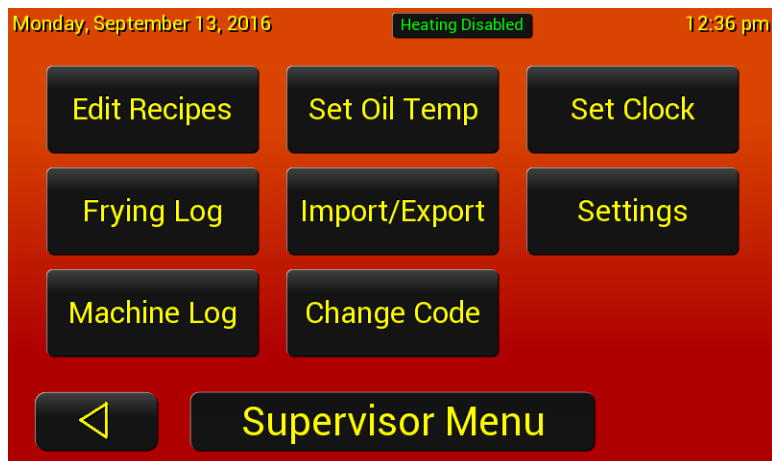 Monday, September 13, 2016 Heating Disabled 12:36 pm
Edit Recipes Set Oil Temp Set Clock
Frying Log Import/Export Settings
Machine Log Change Code
Supervisor Menu